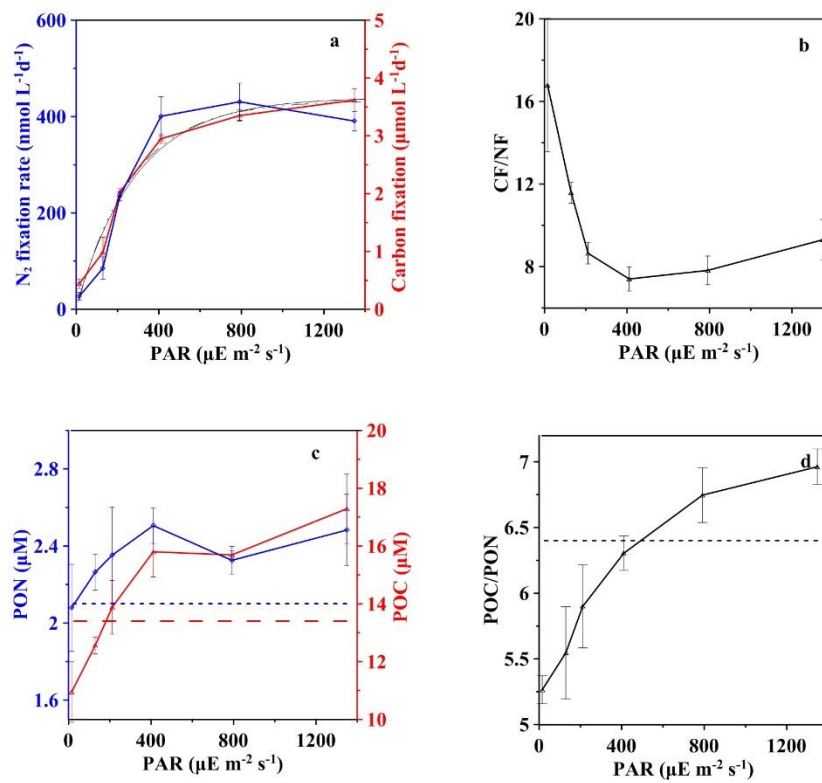 a
600
400
200
0
N₂ fixation rate (nmol L⁻¹d⁻¹)
5
4
3
2
1
0
Carbon fixation (μmol L⁻¹d⁻¹)
0 400 800 1200
PAR (μE m⁻² s⁻¹)
b
20
16
12
8
CF/NF
0 400 800 1200
PAR (μE m⁻² s⁻¹)
c
2.8
2.4
2
1.6
PON (μM)
20
18
16
14
12
10
POC (μM)
0 400 800 1200
PAR (μE m⁻² s⁻¹)
d
7
6.5
6
5.5
5
POC/PON
0 400 800 1200
PAR (μE m⁻² s⁻¹)